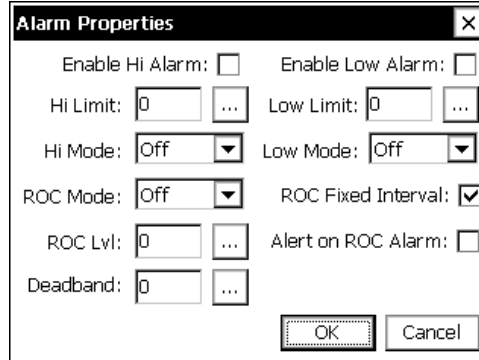 Alarm Properties
Enable Hi Alarm: Enable Low Alarm:
Hi Limit: 0 ... Low Limit: 0 ...
Hi Mode: Off Low Mode: Off
ROC Mode: Off ROC Fixed Interval:
ROC Lvl: 0 ... Alert on ROC Alarm:
Deadband: 0 ...
OK Cancel